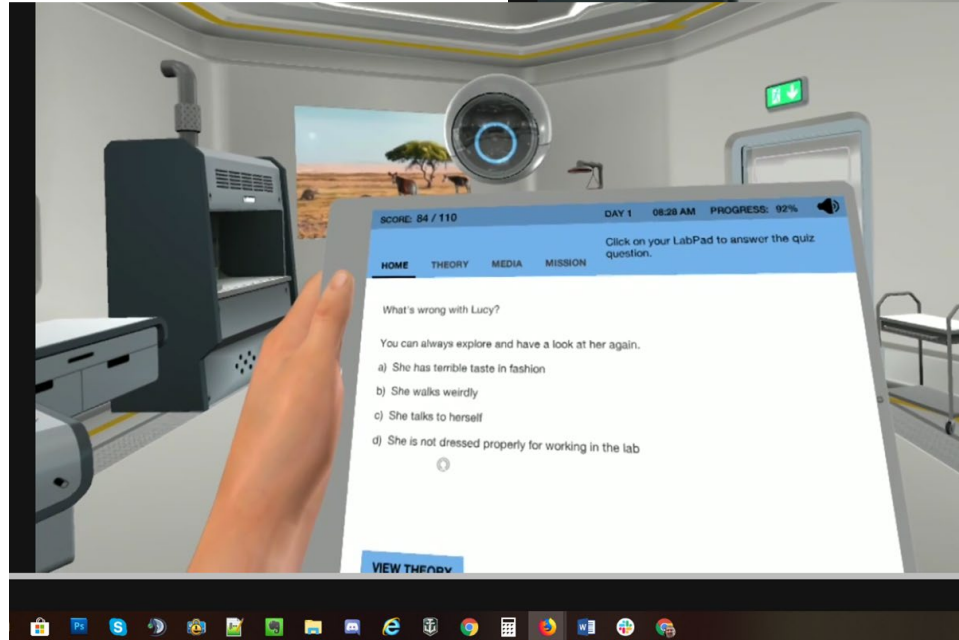 SCORE: 84 / 110
DAY 1 08:28 AM PROGRESS: 92%
Click on your LabPad to answer the quiz
question.
HOME THEORY MEDIA MISSION
What's wrong with Lucy?
You can always explore and have a look at her again.
a) She has terrible taste in fashion
b) She walks weirdly
c) She talks to herself
d) She is not dressed properly for working in the lab
VIEW THEORY
Ps